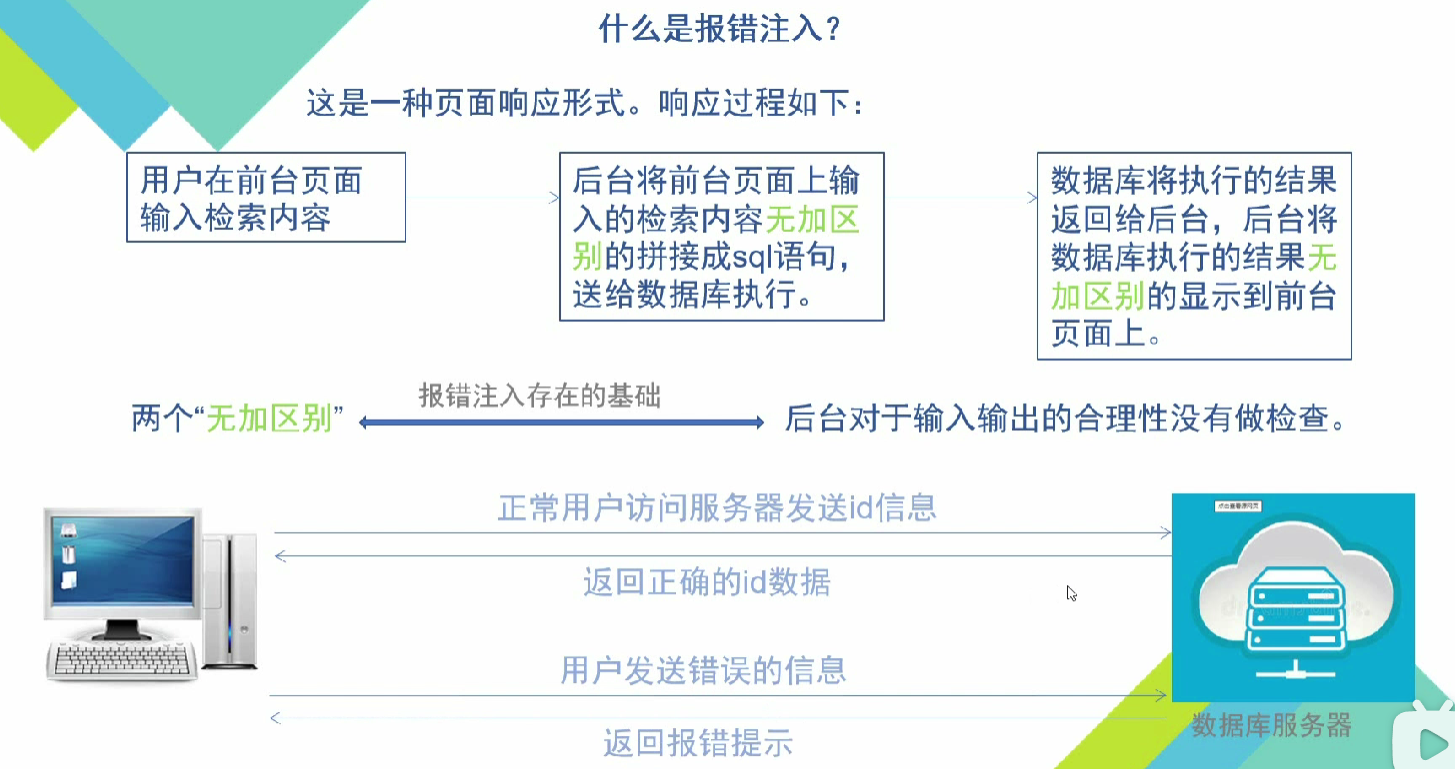 什么是报错注入？
这是一种页面响应形式。响应过程如下：
用户在前台页面
输入检索内容
后台将前台页面上输
入的检索内容无加区
别的拼接成sql语句，
送给数据库执行。
数据库将执行的结果
返回给后台，后台将
数据库执行的结果无
加区别的显示到前台
页面上。
两个“无加区别”
报错注入存在的基础
后台对于输入输出的合理性没有做检查。
正常用户访问服务器发送id信息
返回正确的id数据
用户发送错误的信息
返回报错提示
点击查看源网页
数据库服务器